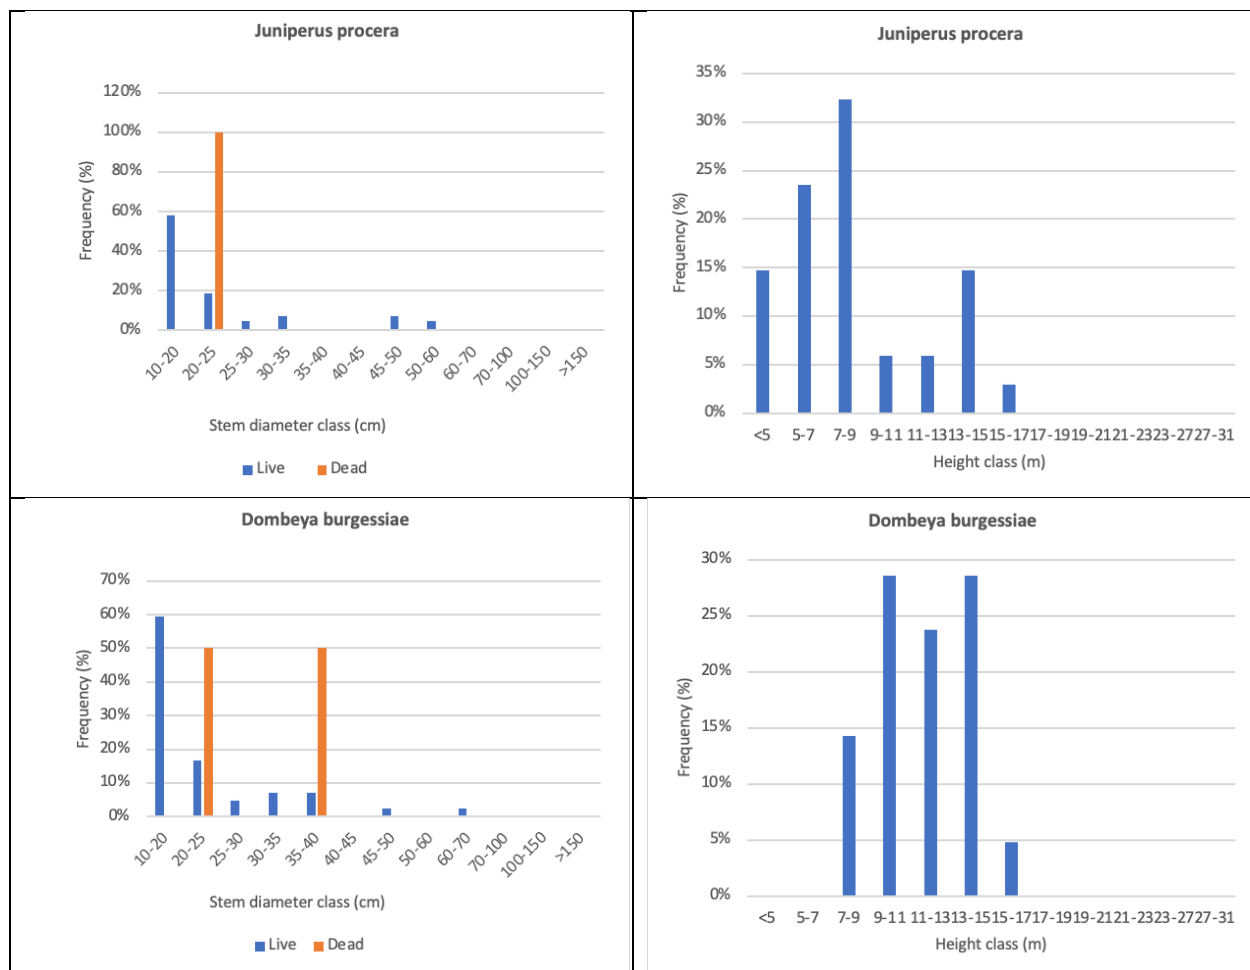 Juniperus procera
120%
100%
80%
60%
40%
20%
0%
Frequency (%)
10-20 20-25 25-30 30-35 35-40 40-45 45-50 50-60 60-70 70-100 100-150 >150
Stem diameter class (cm)
Live Dead
Juniperus procera
35%
30%
25%
20%
15%
10%
5%
0%
Frequency (%)
<5 5-7 7-9 9-11 11-13 13-15 15-17 17-19 19-21 21-23 23-27 27-31
Height class (m)
Dombeya burgessiae
70%
60%
50%
40%
30%
20%
10%
0%
Frequency (%)
10-20 20-25 25-30 30-35 35-40 40-45 45-50 50-60 60-70 70-100 100-150 >150
Stem diameter class (cm)
Live Dead
Dombeya burgessiae
30%
25%
20%
15%
10%
5%
0%
Frequency (%)
<5 5-7 7-9 9-11 11-13 13-15 15-17 17-19 19-21 21-23 23-27 27-31
Height class (m)